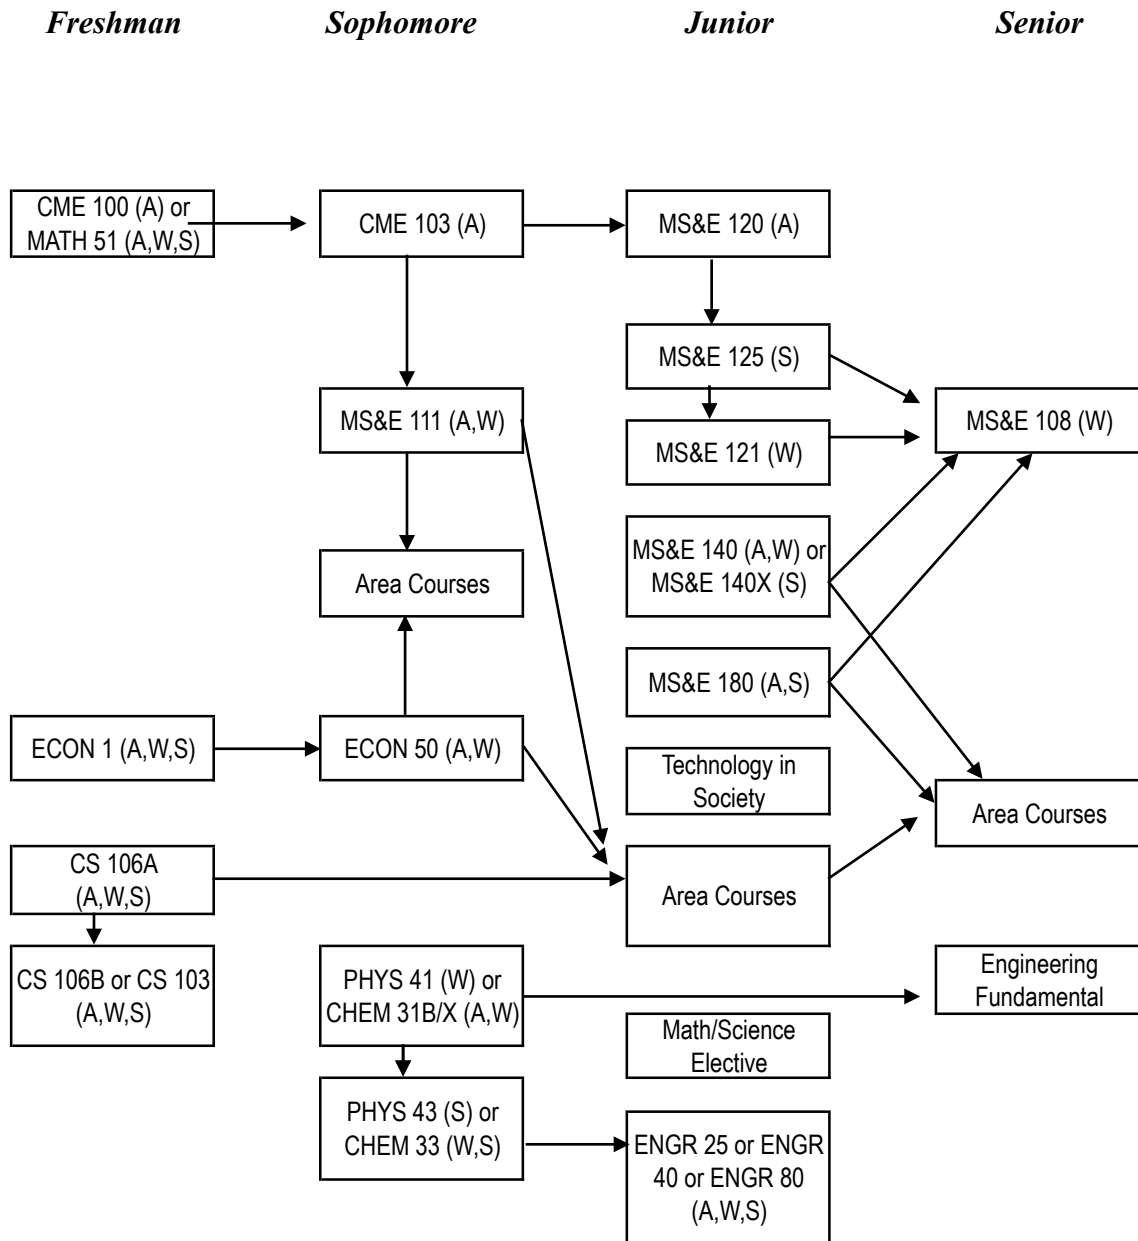 Freshman
Sophomore
Junior
Senior
CME 100 (A) or
MATH 51 (A,W,S)
CME 103 (A)
MS&E 120 (A)
MS&E 125 (S)
MS&E 111 (A,W)
MS&E 121 (W)
MS&E 108 (W)
MS&E 140 (A,W) or
MS&E 140X (S)
Area Courses
MS&E 180 (A,S)
ECON 1 (A,W,S)
ECON 50 (A,W)
Technology in
Society
Area Courses
CS 106A
(A,W,S)
Area Courses
CS 106B or CS 103
(A,W,S)
PHYS 41 (W) or
CHEM 31B/X (A,W)
Engineering
Fundamental
Math/Science
Elective
PHYS 43 (S) or
CHEM 33 (W,S)
ENGR 25 or ENGR
40 or ENGR 80
(A,W,S)